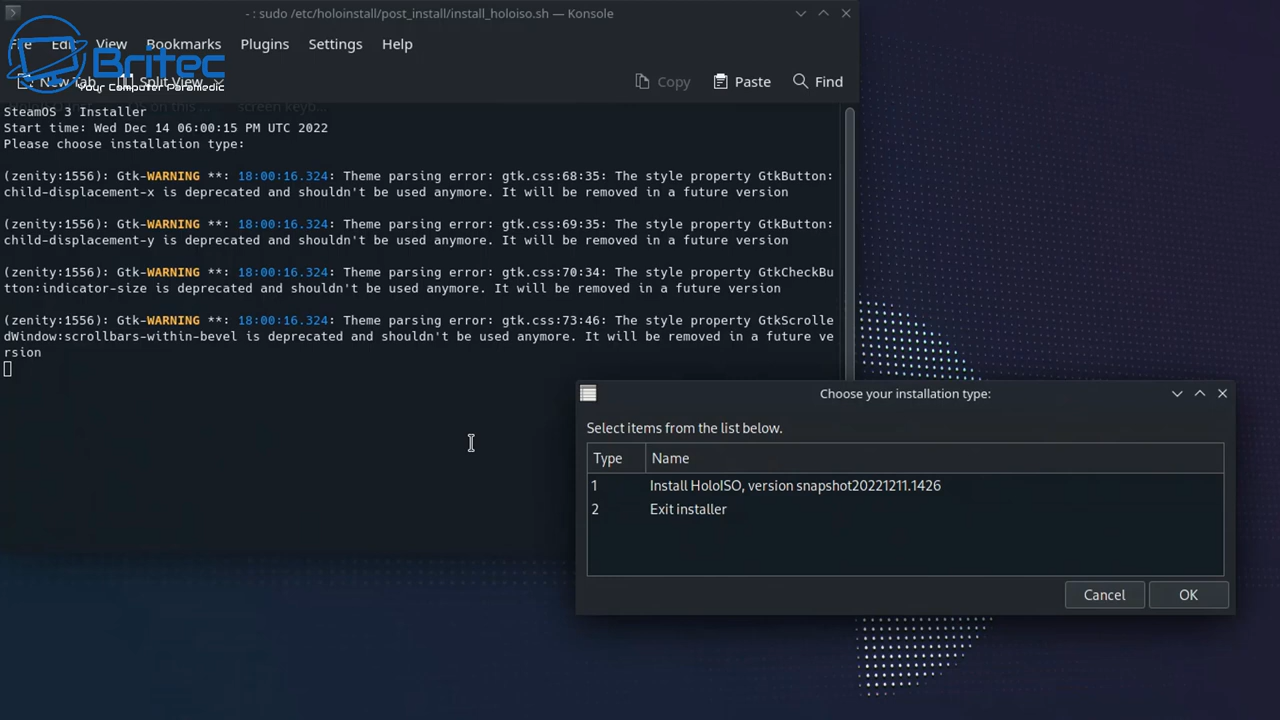 - : sudo /etc/holoinstall/post_install/install_holoiso.sh — Konsole
File Edit View Bookmarks Plugins Settings Help
Britec
Your Computer Paramedic
New Tab Split View Copy Paste Find
SteamOS 3 Installer
Start time: Wed Dec 14 06:00:15 PM UTC 2022
Please choose installation type:
(zenity:1556): Gtk-WARNING **: 18:00:16.324: Theme parsing error: gtk.css:68:35: The style property GtkButton:
child-displacement-x is deprecated and shouldn't be used anymore. It will be removed in a future version
(zenity:1556): Gtk-WARNING **: 18:00:16.324: Theme parsing error: gtk.css:69:35: The style property GtkButton:
child-displacement-y is deprecated and shouldn't be used anymore. It will be removed in a future version
(zenity:1556): Gtk-WARNING **: 18:00:16.324: Theme parsing error: gtk.css:70:34: The style property GtkCheckBu
tton:indicator-size is deprecated and shouldn't be used anymore. It will be removed in a future version
(zenity:1556): Gtk-WARNING **: 18:00:16.324: Theme parsing error: gtk.css:73:46: The style property GtkScrolle
dWindow:scrollbars-within-bevel is deprecated and shouldn't be used anymore. It will be removed in a future ve
rsion
Choose your installation type:
Select items from the list below.
Type Name
1 Install HoloISO, version snapshot20221211.1426
2 Exit installer
Cancel OK